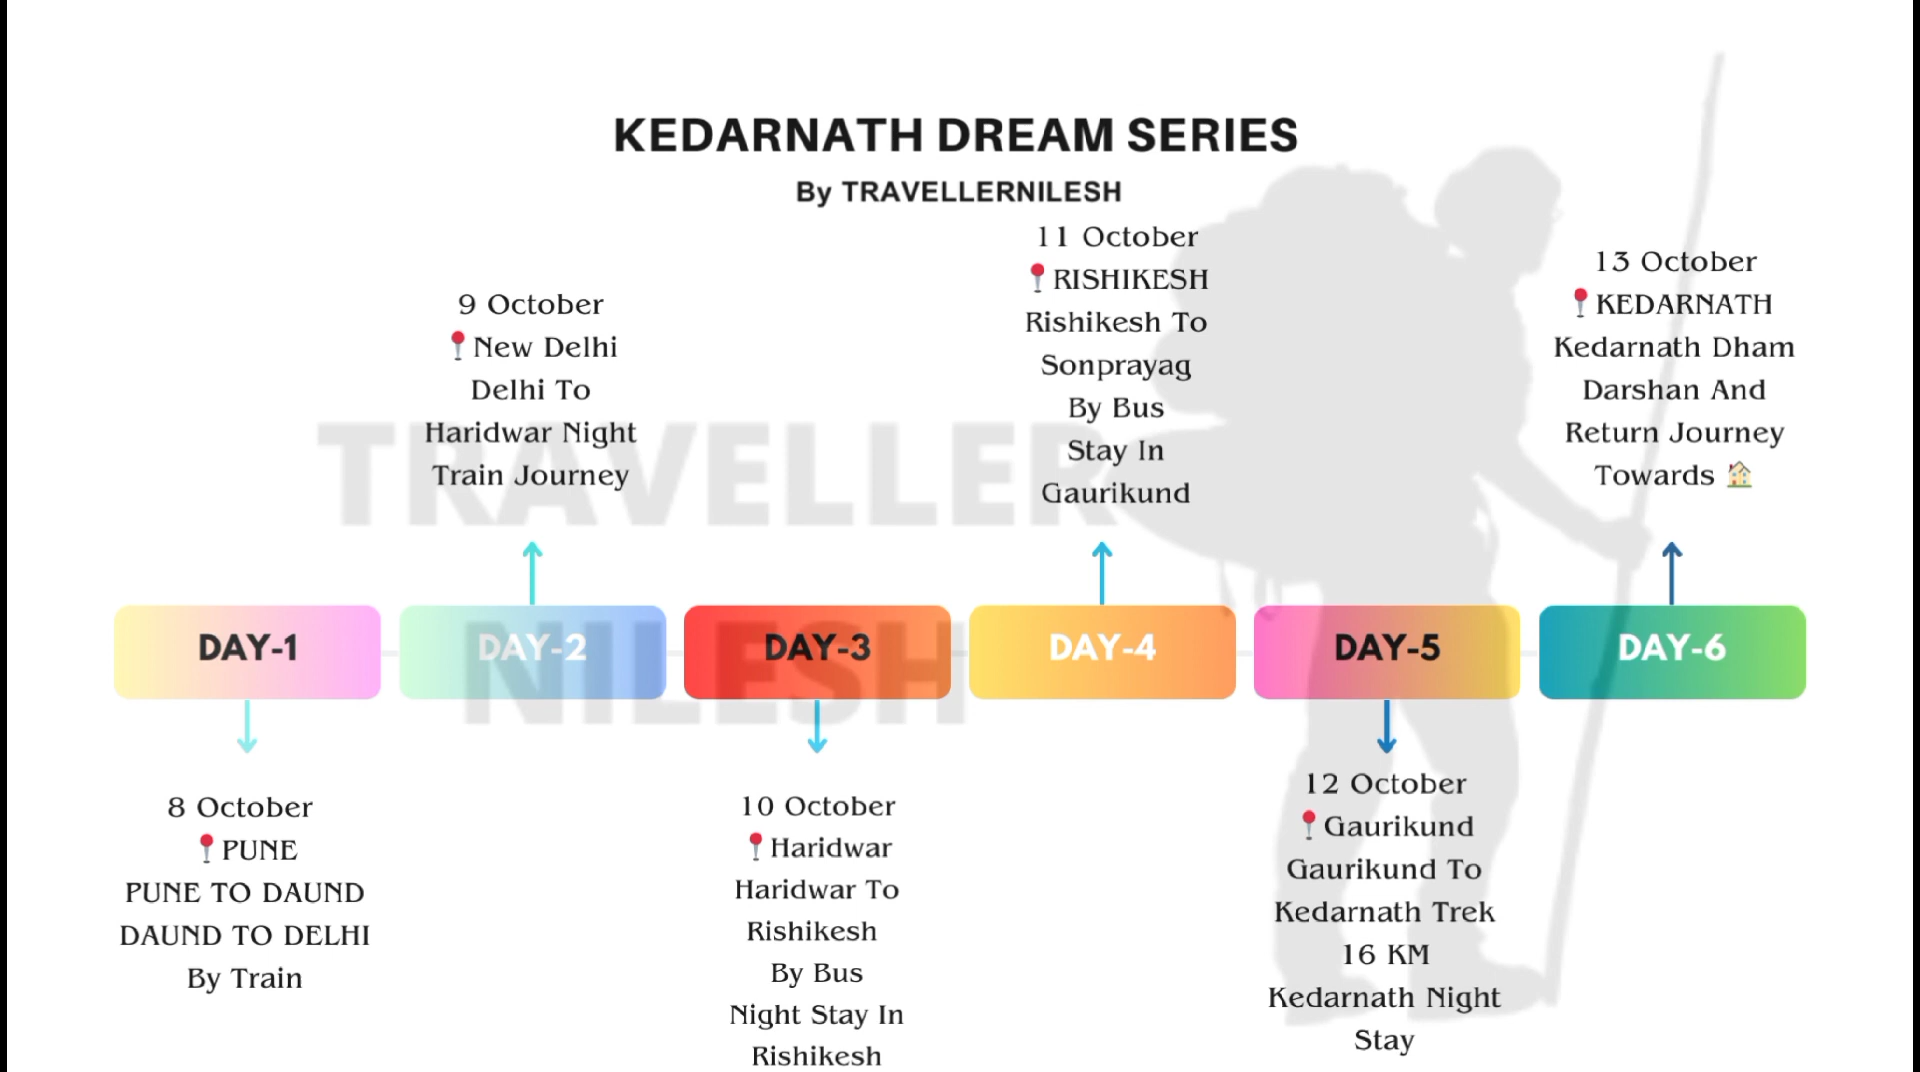 KEDARNATH DREAM SERIES
By TRAVELLERNILESH
TRAVELLER
NILESH
DAY-1
8 October
📍PUNE
PUNE TO DAUND
DAUND TO DELHI
By Train
DAY-2
9 October
📍New Delhi
Delhi To
Haridwar Night
Train Journey
DAY-3
10 October
📍Haridwar
Haridwar To
Rishikesh
By Bus
Night Stay In
Rishikesh
DAY-4
11 October
📍RISHIKESH
Rishikesh To
Sonprayag
By Bus
Stay In
Gaurikund
DAY-5
12 October
📍Gaurikund
Gaurikund To
Kedarnath Trek
16 KM
Kedarnath Night
Stay
DAY-6
13 October
📍KEDARNATH
Kedarnath Dham
Darshan And
Return Journey
Towards 🏠